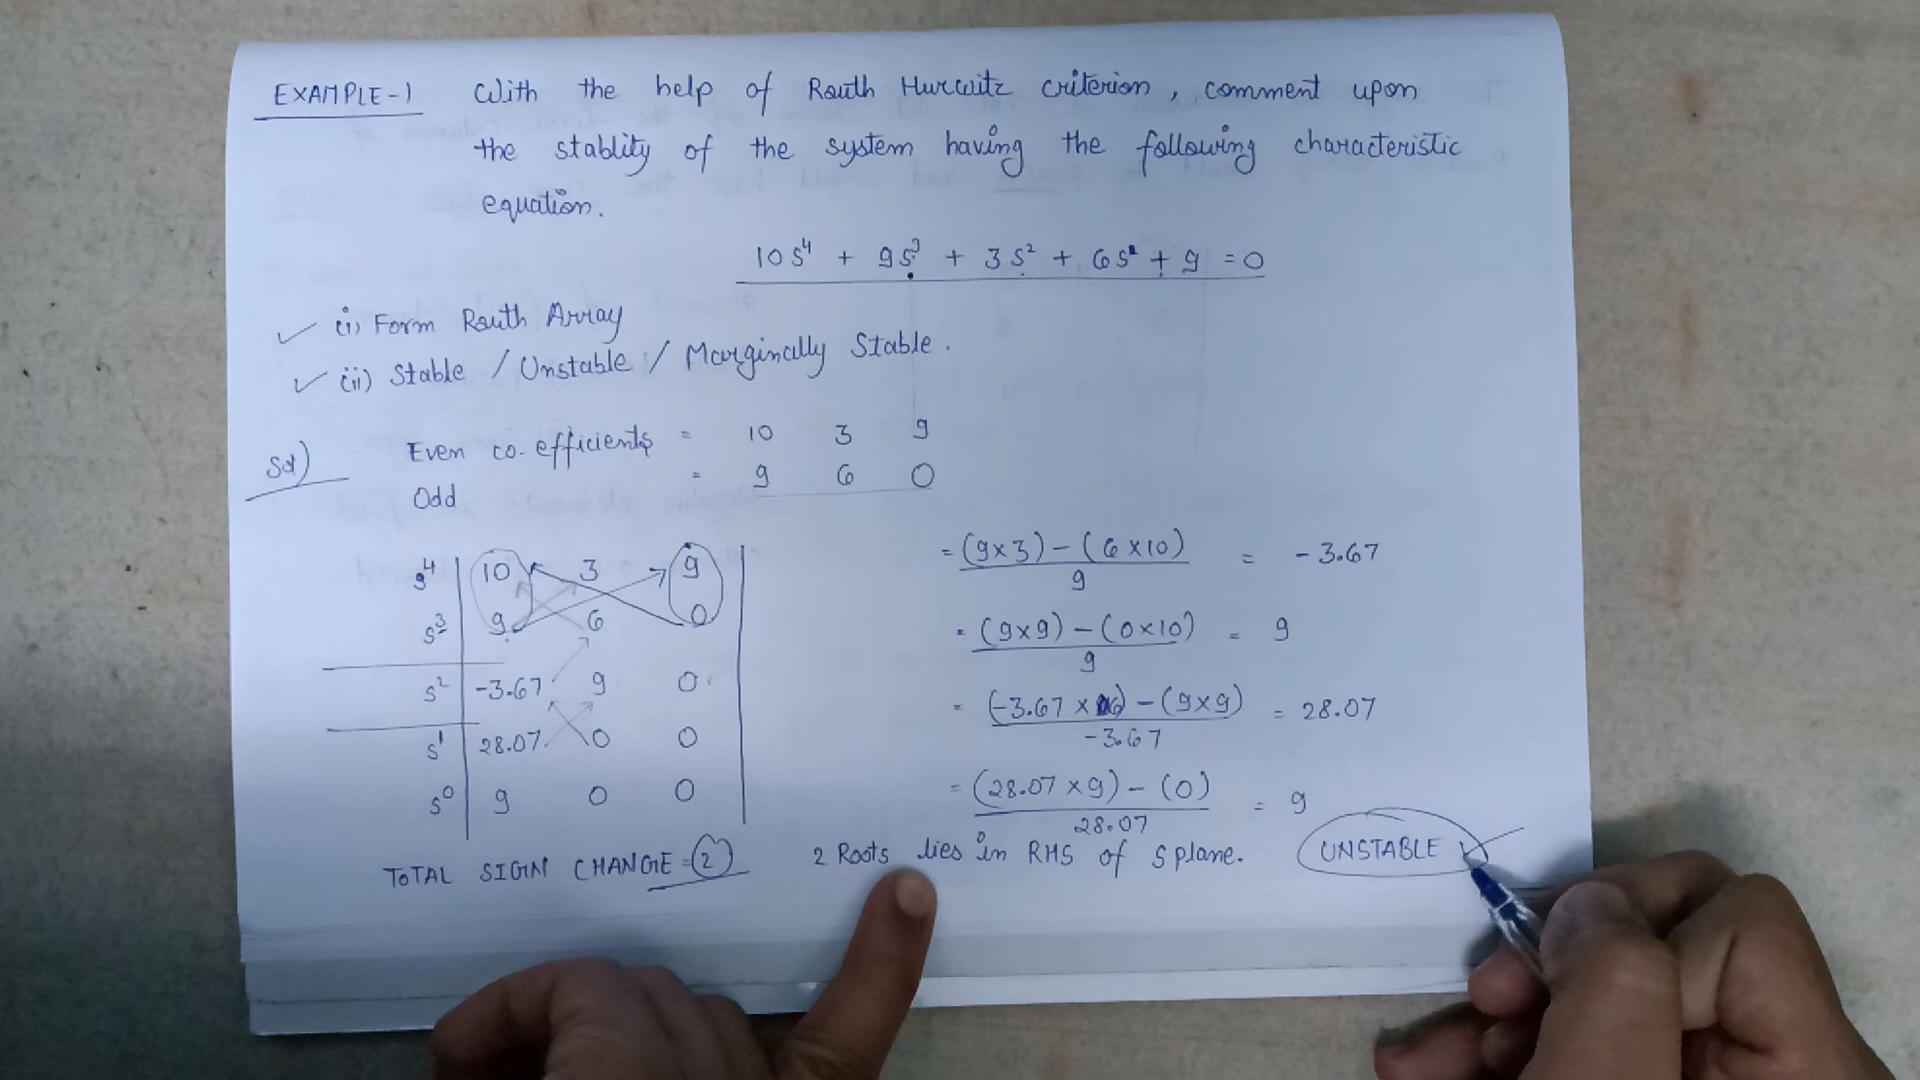 EXAMPLE-1 With the help of Routh Hurwitz criterion, comment upon
the stablity of the system having the following characteristic
equation.
10s⁴ + 9s³ + 3s² + 6s + 9 = 0
(i) Form Routh Array
(ii) Stable / Unstable / Marginally Stable.
Sol) Even co-efficients = 10 3 9
Odd = 9 6 0
s⁴ 10 3 9
s³ 9 6 0
s² -3.67 9 0
s¹ 28.07 0 0
s⁰ 9 0 0
= (9×3) - (6×10) / 9 = -3.67
= (9×9) - (0×10) / 9 = 9
= (-3.67 × 6) - (9×9) / -3.67 = 28.07
= (28.07 × 9) - (0) / 28.07 = 9
TOTAL SIGN CHANGE = 2
2 Roots lies in RHS of s plane. UNSTABLE